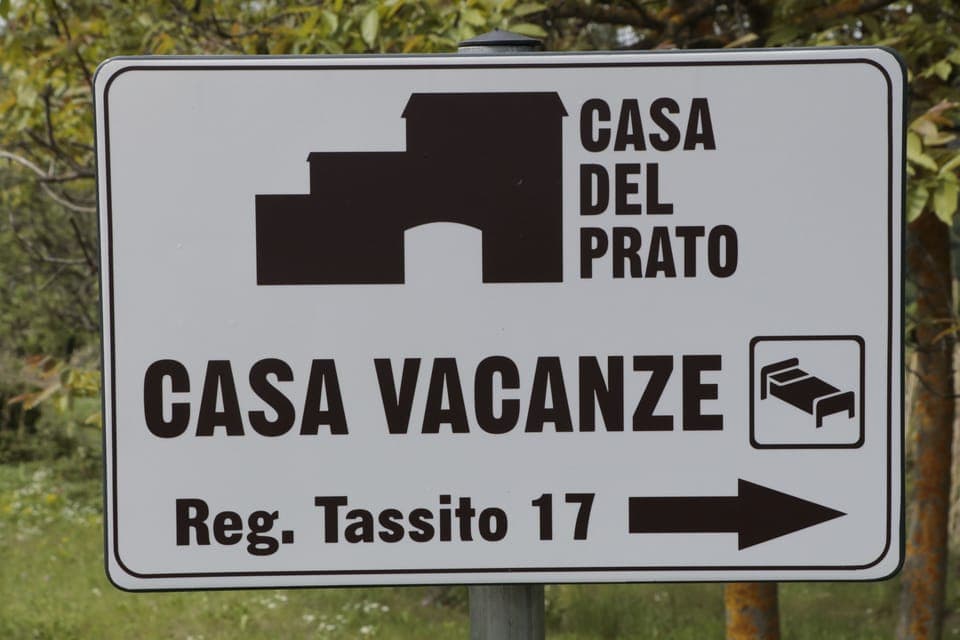 CASA
DEL
PRATO
CASA VACANZE
Reg. Tassito 17